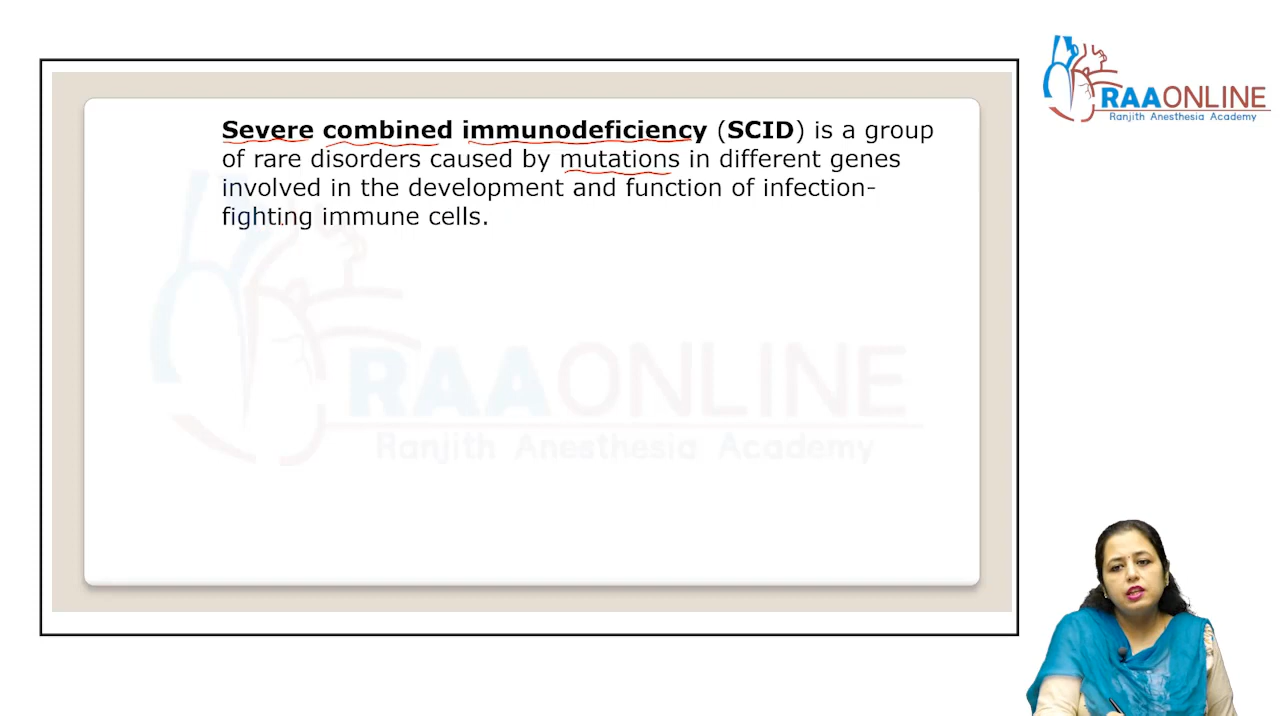 Severe combined immunodeficiency (SCID) is a group
of rare disorders caused by mutations in different genes
involved in the development and function of infection-
fighting immune cells.
RAAONLINE
Ranjith Anesthesia Academy
RAAONLINE
Ranjith Anesthesia Academy